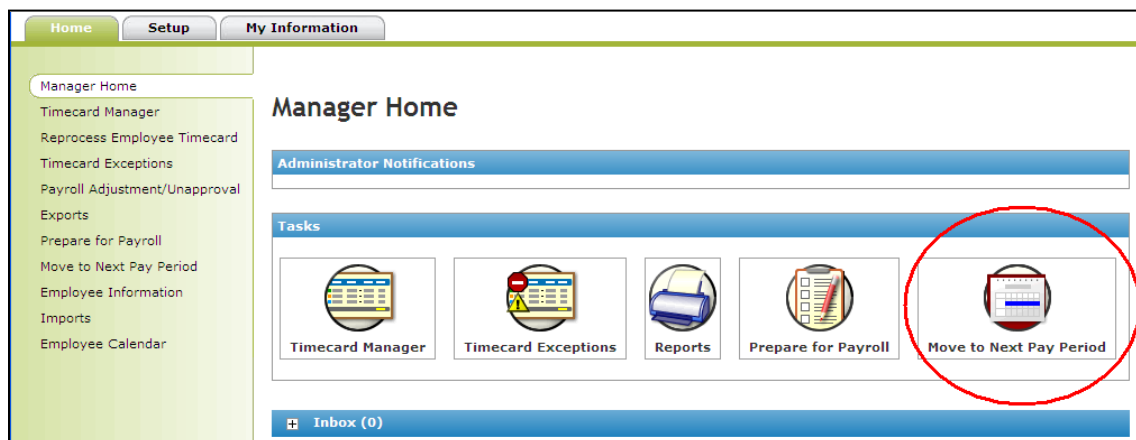 Home Setup My Information
Manager Home
Timecard Manager
Reprocess Employee Timecard
Timecard Exceptions
Payroll Adjustment/Unapproval
Exports
Prepare for Payroll
Move to Next Pay Period
Employee Information
Imports
Employee Calendar
Manager Home
Administrator Notifications
Tasks
Timecard Manager Timecard Exceptions Reports Prepare for Payroll Move to Next Pay Period
Inbox (0)